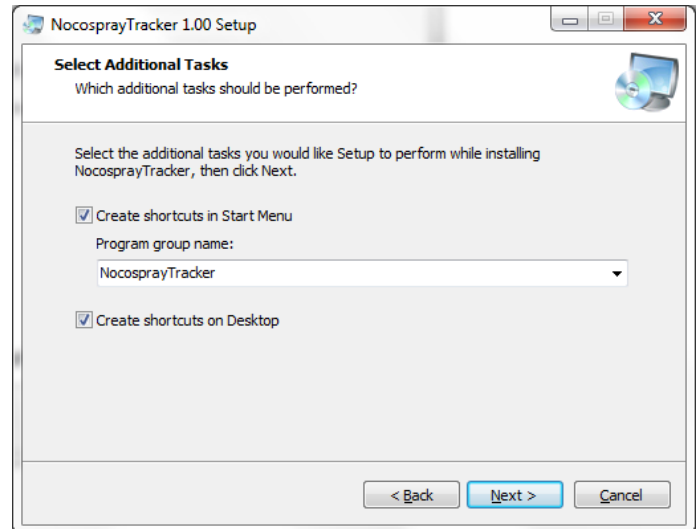 NocosprayTracker 1.00 Setup
Select Additional Tasks
Which additional tasks should be performed?
Select the additional tasks you would like Setup to perform while installing
NocosprayTracker, then click Next.
Create shortcuts in Start Menu
Program group name:
NocosprayTracker
Create shortcuts on Desktop
< Back
Next >
Cancel